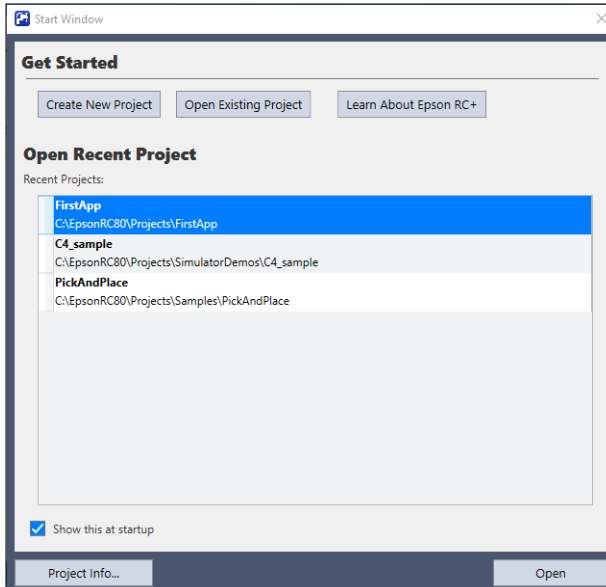 Start Window
Get Started
Create New Project Open Existing Project Learn About Epson RC+
Open Recent Project
Recent Projects:
FirstApp
C:\EpsonRC80\Projects\FirstApp
C4_sample
C:\EpsonRC80\Projects\SimulatorDemos\C4_sample
PickAndPlace
C:\EpsonRC80\Projects\Samples\PickAndPlace
Show this at startup
Project Info... Open